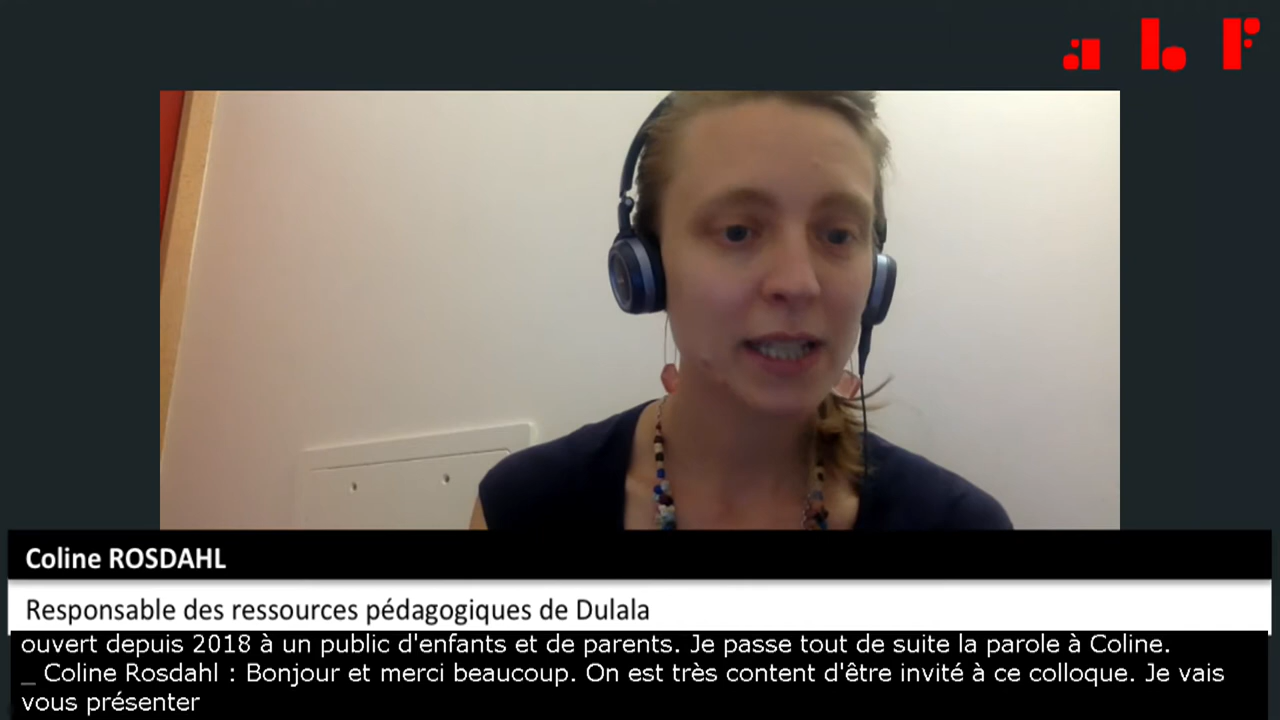 abf
Coline ROSDAHL
Responsable des ressources pédagogiques de Dulala
ouvert depuis 2018 à un public d'enfants et de parents. Je passe tout de suite la parole à Coline.
_ Coline Rosdahl : Bonjour et merci beaucoup. On est très content d'être invité à ce colloque. Je vais
vous présenter